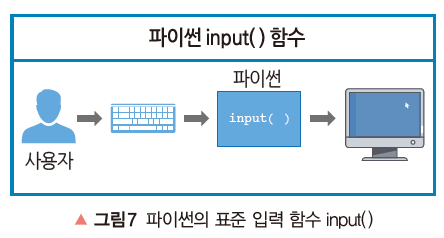 파이썬 input( ) 함수
파이썬
input( )
사용자
▲ 그림7 파이썬의 표준 입력 함수 input( )